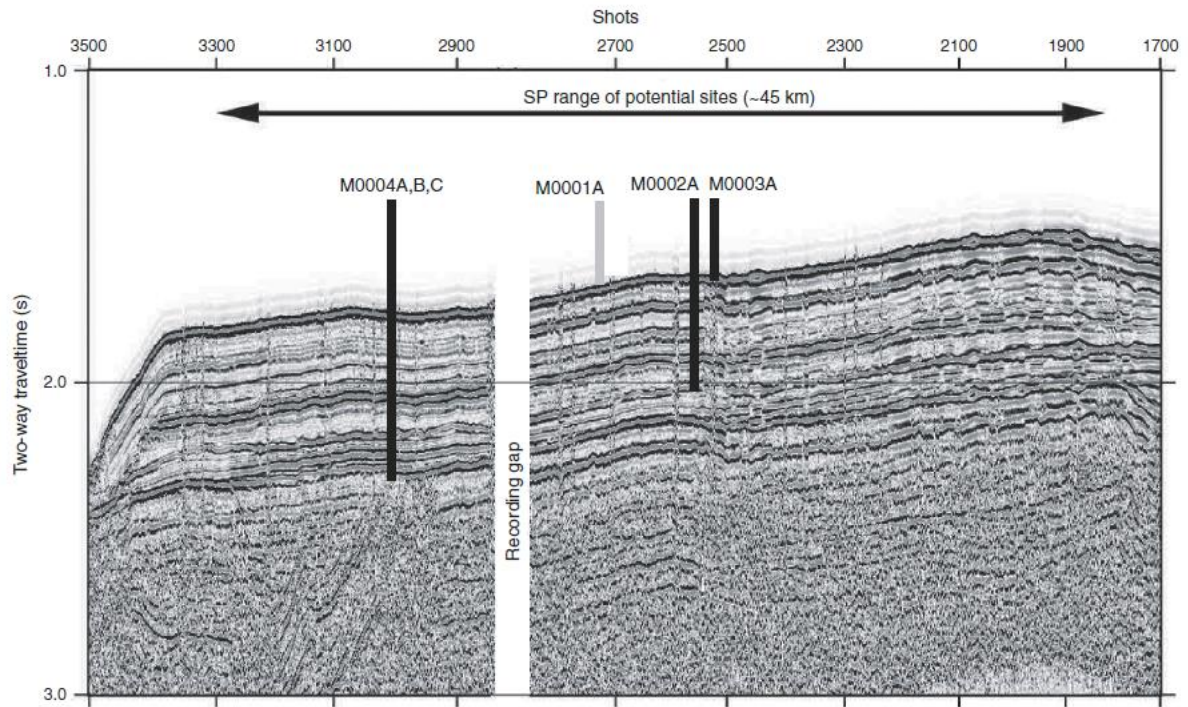 Shots
3500 3300 3100 2900 2700 2500 2300 2100 1900 1700
1.0
SP range of potential sites (~45 km)
M0004A,B,C M0001A M0002A M0003A
Two-way traveltime (s)
2.0
Recording gap
3.0